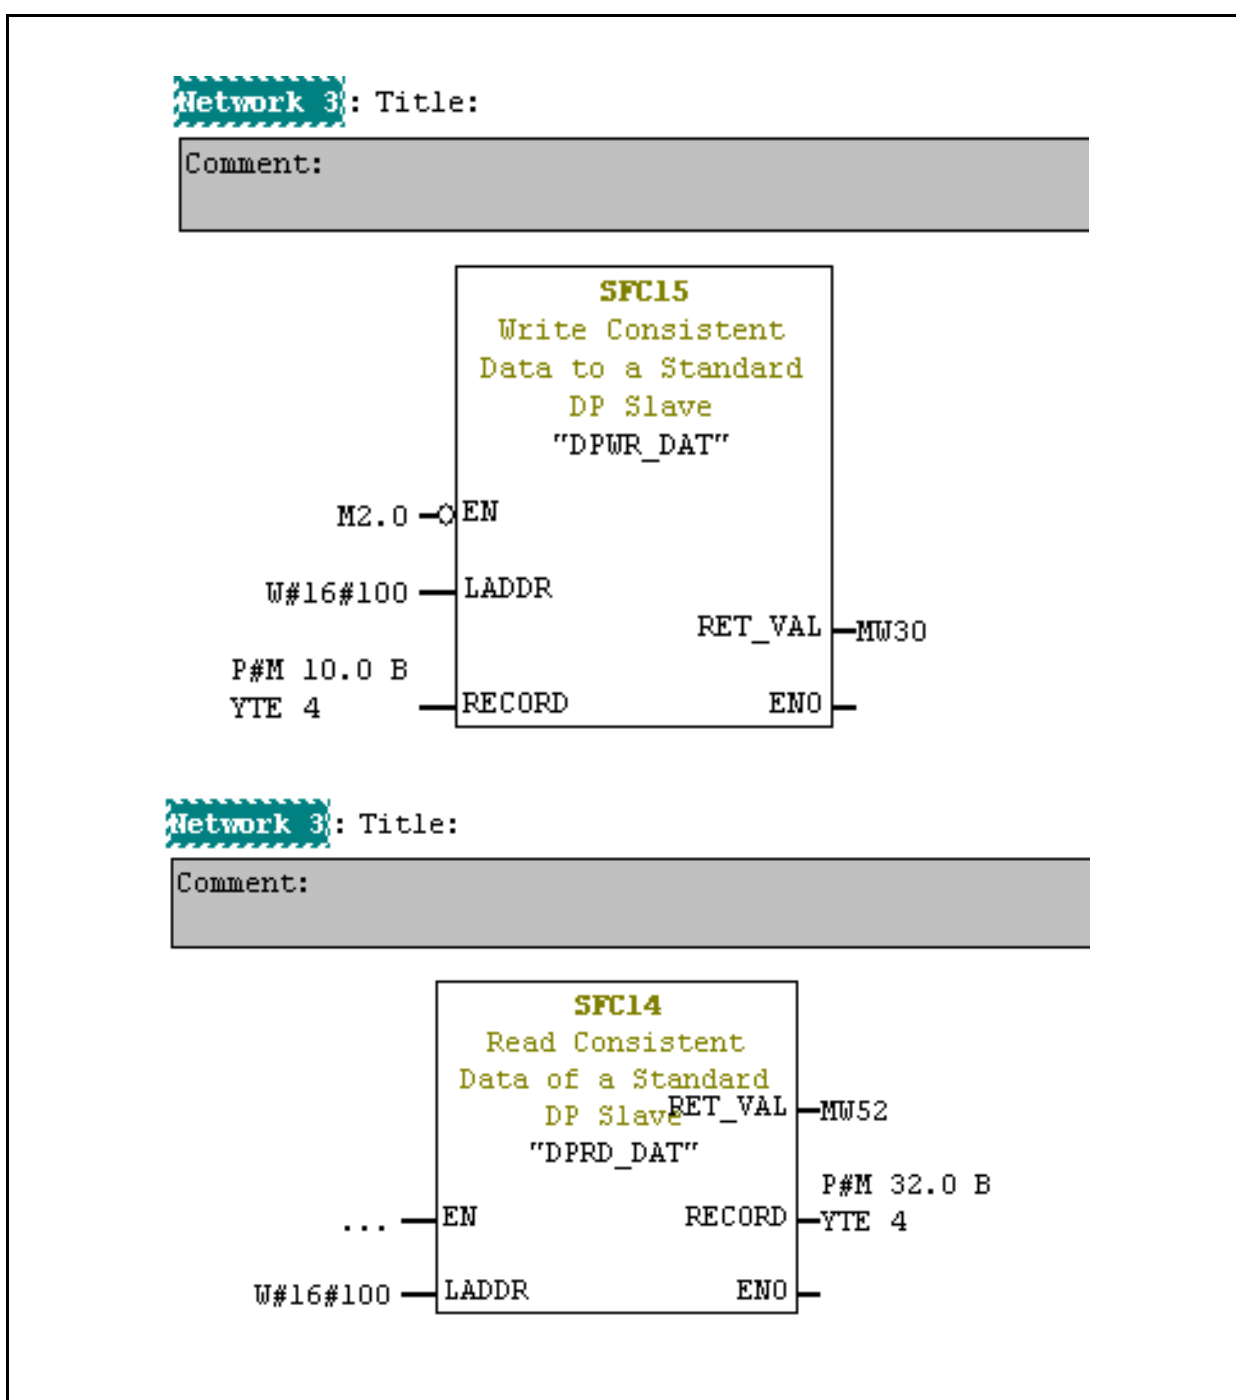 Network 3: Title:
Comment:
SFC15
Write Consistent
Data to a Standard
DP Slave
"DPWR_DAT"
M2.0 EN
W#16#100 LADDR
RET_VAL MW30
P#M 10.0 B
YTE 4 RECORD ENO
Network 3: Title:
Comment:
SFC14
Read Consistent
Data of a Standard
DP Slave RET_VAL MW52
"DPRD_DAT"
P#M 32.0 B
... EN RECORD YTE 4
W#16#100 LADDR ENO